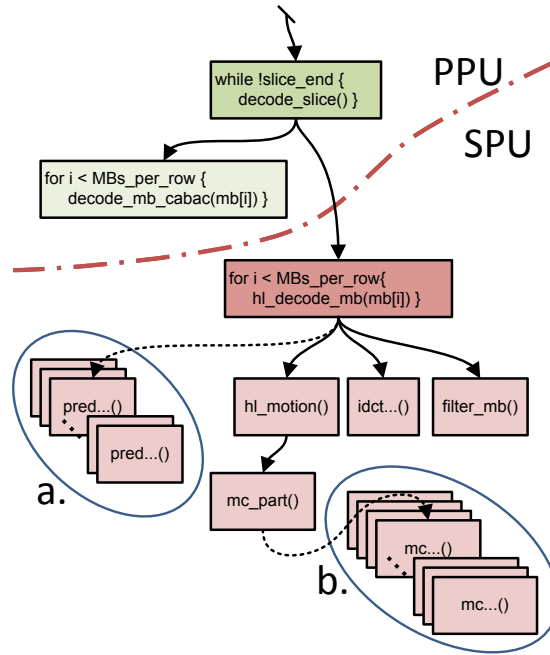 PPU
while !slice_end {
decode_slice() }
SPU
for i < MBs_per_row {
decode_mb_cabac(mb[i]) }
for i < MBs_per_row{
hl_decode_mb(mb[i]) }
pred...()
hl_motion()
idct...()
filter_mb()
pred...()
a.
mc_part()
mc...()
b.
mc...()